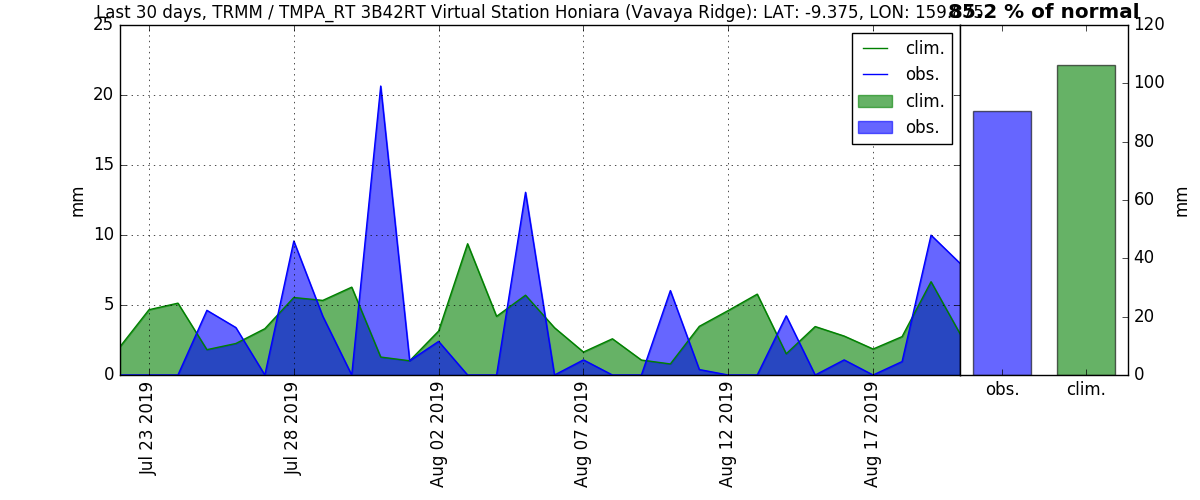 Last 30 days, TRMM / TMPA_RT 3B42RT Virtual Station Honiara (Vavaya Ridge): LAT: -9.375, LON:
85.2 % of normal
25
20
15
10
5
0
mm
clim.
obs.
clim.
obs.
120
100
80
60
40
20
0
mm
obs.
clim.
Jul 23 2019
Jul 28 2019
Aug 02 2019
Aug 07 2019
Aug 12 2019
Aug 17 2019